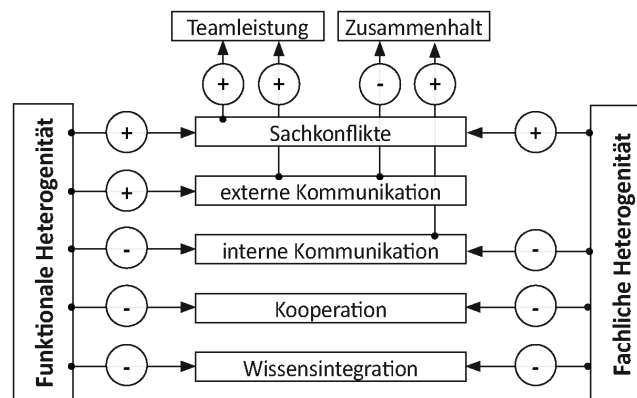 Teamleistung
Zusammenhalt
+ + - +
Funktionale Heterogenität
Fachliche Heterogenität
+ Sachkonflikte +
+ externe Kommunikation
- interne Kommunikation -
- Kooperation -
- Wissensintegration -